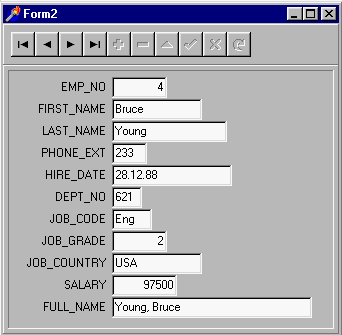 Form2
EMP_NO 4
FIRST_NAME Bruce
LAST_NAME Young
PHONE_EXT 233
HIRE_DATE 28.12.88
DEPT_NO 621
JOB_CODE Eng
JOB_GRADE 2
JOB_COUNTRY USA
SALARY 97500
FULL_NAME Young, Bruce